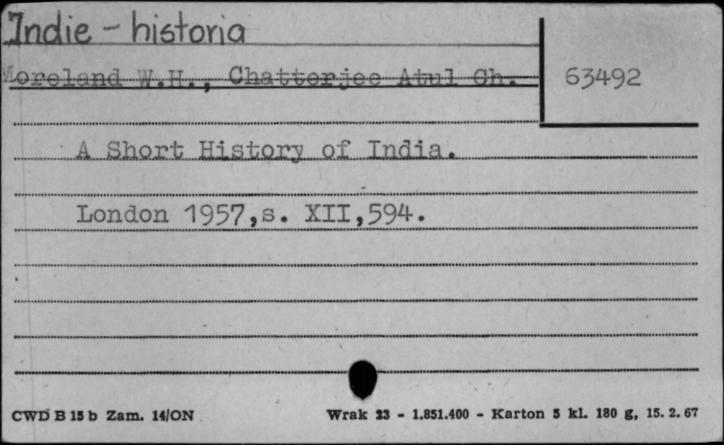 Indie - historia
Moreland W.H., Chatterjee Atul Ch.
63492
A Short History of India.
London 1957,s. XII,594.
CWD B 15 b Zam. 14/ON
Wrak 23 - 1.851.400 - Karton 5 kl. 180 g, 15. 2. 67